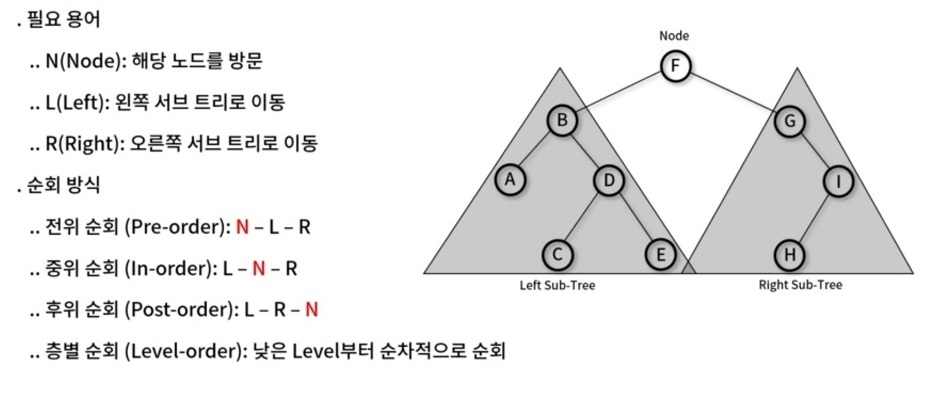 . 필요 용어
.. N(Node): 해당 노드를 방문
.. L(Left): 왼쪽 서브 트리로 이동
.. R(Right): 오른쪽 서브 트리로 이동
. 순회 방식
.. 전위 순회 (Pre-order): N – L – R
.. 중위 순회 (In-order): L – N – R
.. 후위 순회 (Post-order): L – R – N
.. 층별 순회 (Level-order): 낮은 Level부터 순차적으로 순회
Node
F
B
G
A
D
I
C
E
H
Left Sub-Tree
Right Sub-Tree